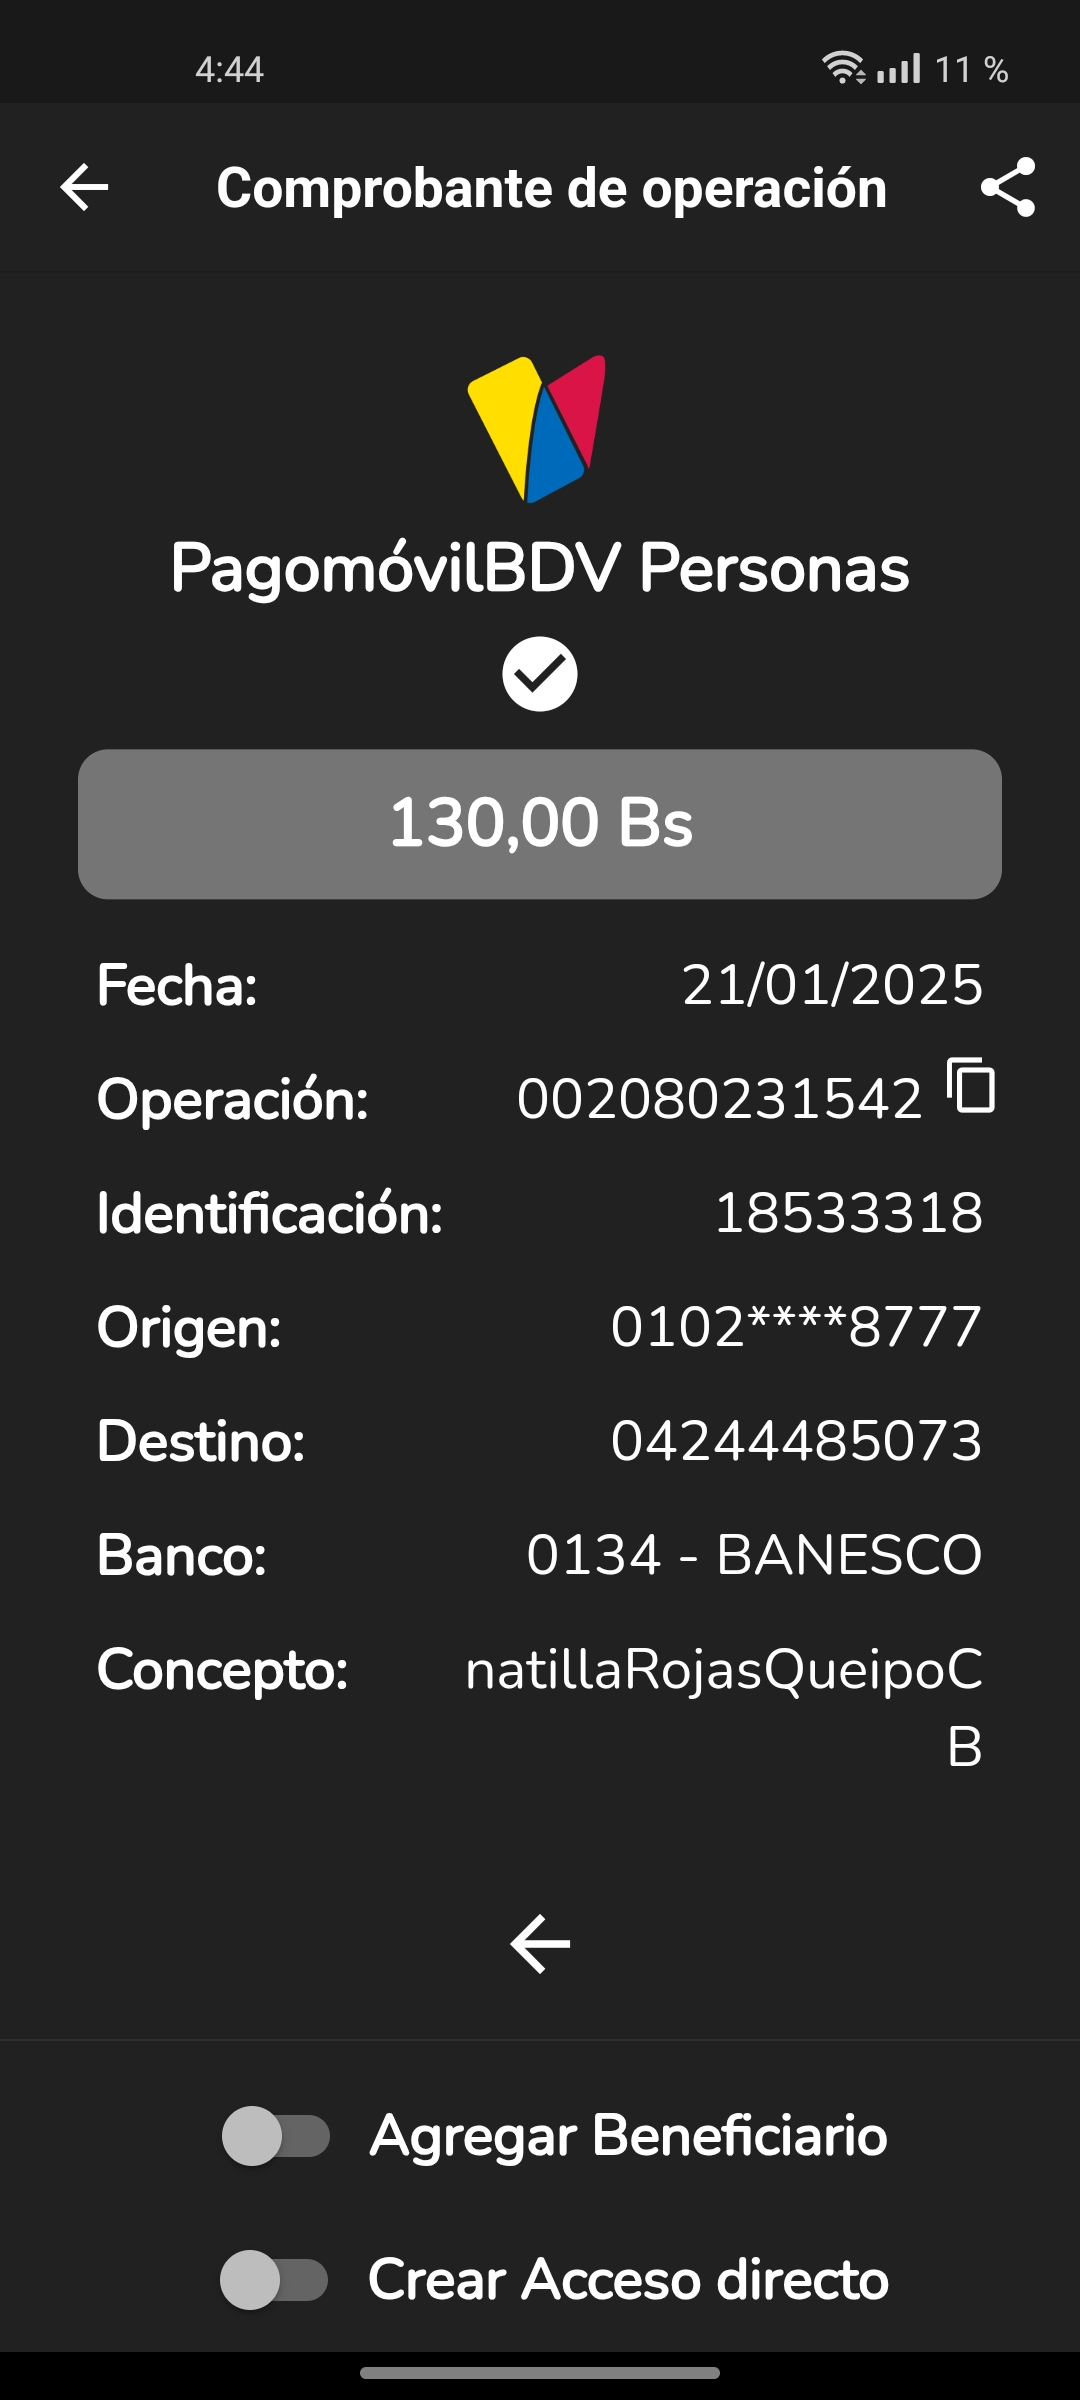 4:44 11 %
Comprobante de operación
PagomóvilBDV Personas
130,00 Bs
Fecha: 21/01/2025
Operación: 002080231542
Identificación: 18533318
Origen: 0102****8777
Destino: 04244485073
Banco: 0134 - BANESCO
Concepto: natillaRojasQueipoC
B
Agregar Beneficiario
Crear Acceso directo